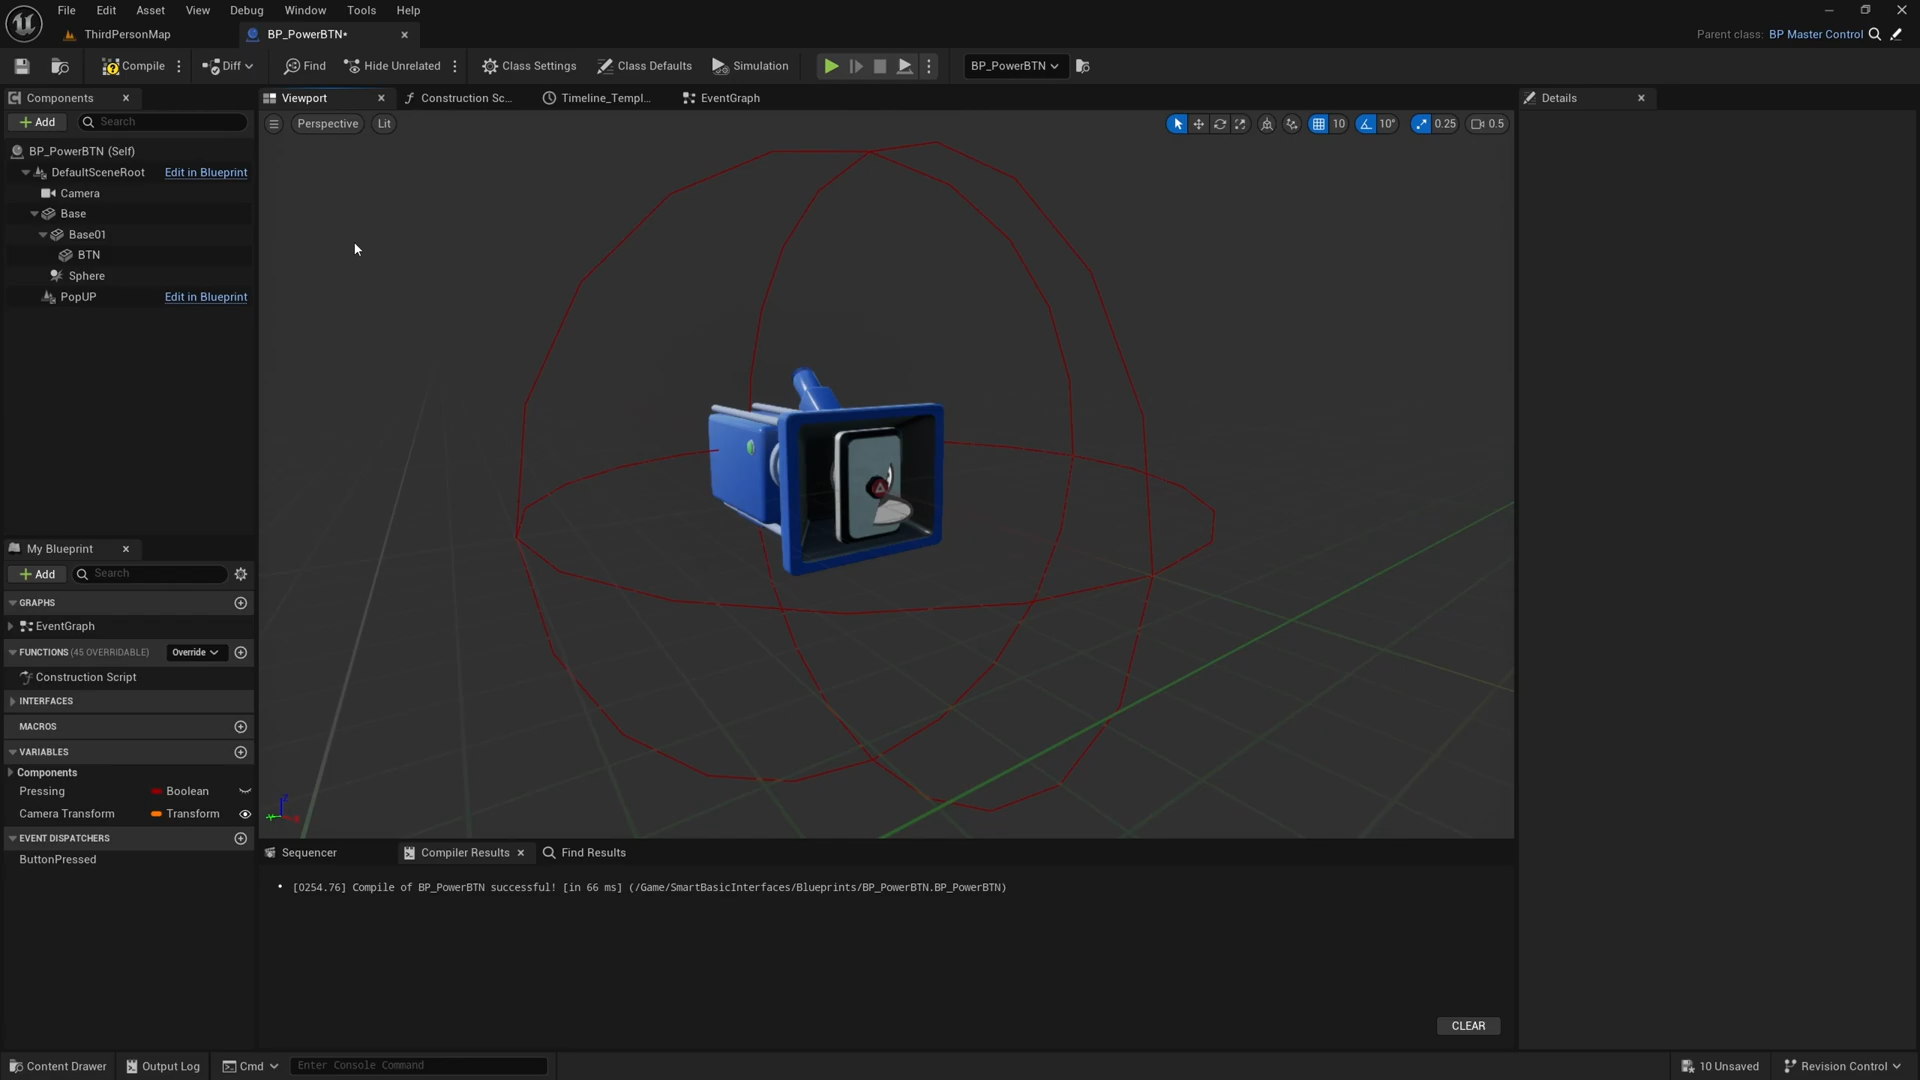 File Edit Asset View Debug Window Tools Help
ThirdPersonMap BP_PowerBTN• Parent class: BP Master Control
Compile Diff Find Hide Unrelated Class Settings Class Defaults Simulation BP_PowerBTN
Components Viewport Construction Sc... Timeline_Templ... EventGraph Details
Add Search Perspective Lit 10 10° 0.25 0.5
BP_PowerBTN (Self)
DefaultSceneRoot Edit in Blueprint
Camera
Base
Base01
BTN
Sphere
PopUP Edit in Blueprint
My Blueprint
Add Search
GRAPHS
EventGraph
FUNCTIONS (45 OVERRIDABLE) Override
Construction Script
INTERFACES
MACROS
VARIABLES
Components
Pressing Boolean
Camera Transform Transform
EVENT DISPATCHERS
ButtonPressed
Sequencer Compiler Results Find Results
• [0254.76] Compile of BP_PowerBTN successful! [in 66 ms] (/Game/SmartBasicInterfaces/Blueprints/BP_PowerBTN.BP_PowerBTN)
CLEAR
Content Drawer Output Log Cmd Enter Console Command 10 Unsaved Revision Control